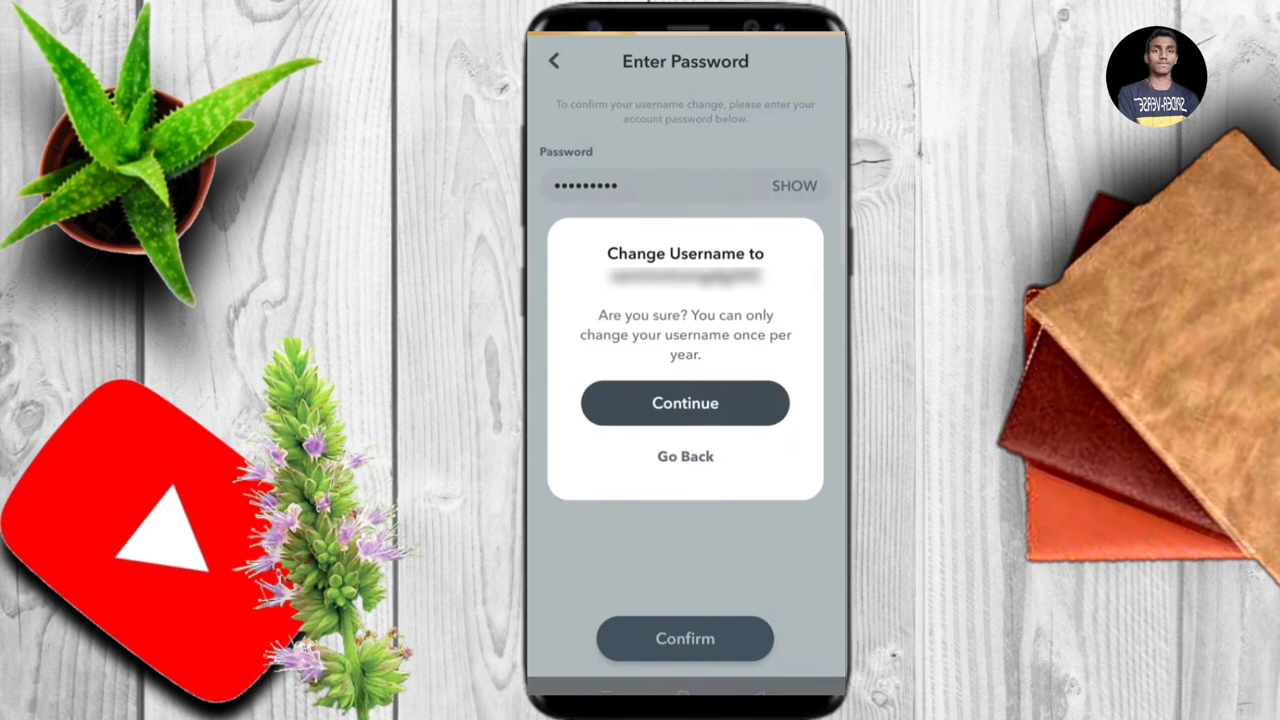 Enter Password
To confirm your username change, please enter your
account password below.
Password
••••••••• SHOW
Change Username to
Are you sure? You can only
change your username once per
year.
Continue
Go Back
Confirm